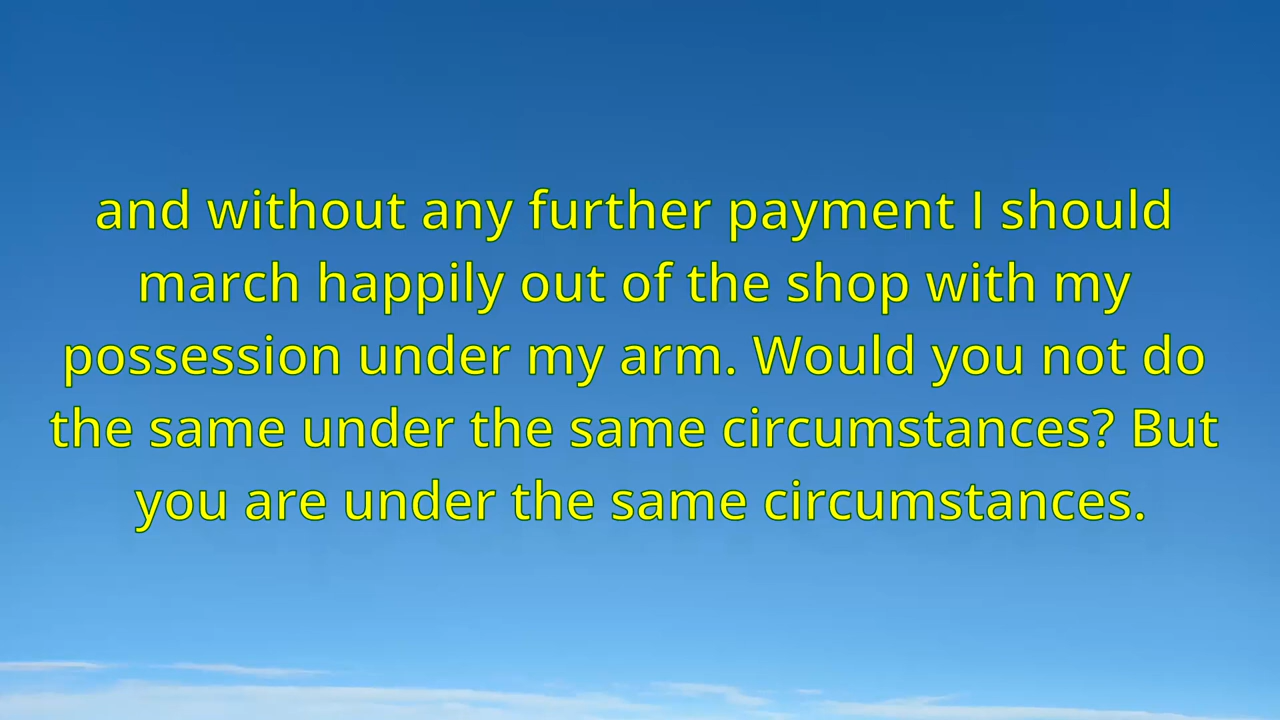 and without any further payment I should
march happily out of the shop with my
possession under my arm. Would you not do
the same under the same circumstances? But
you are under the same circumstances.